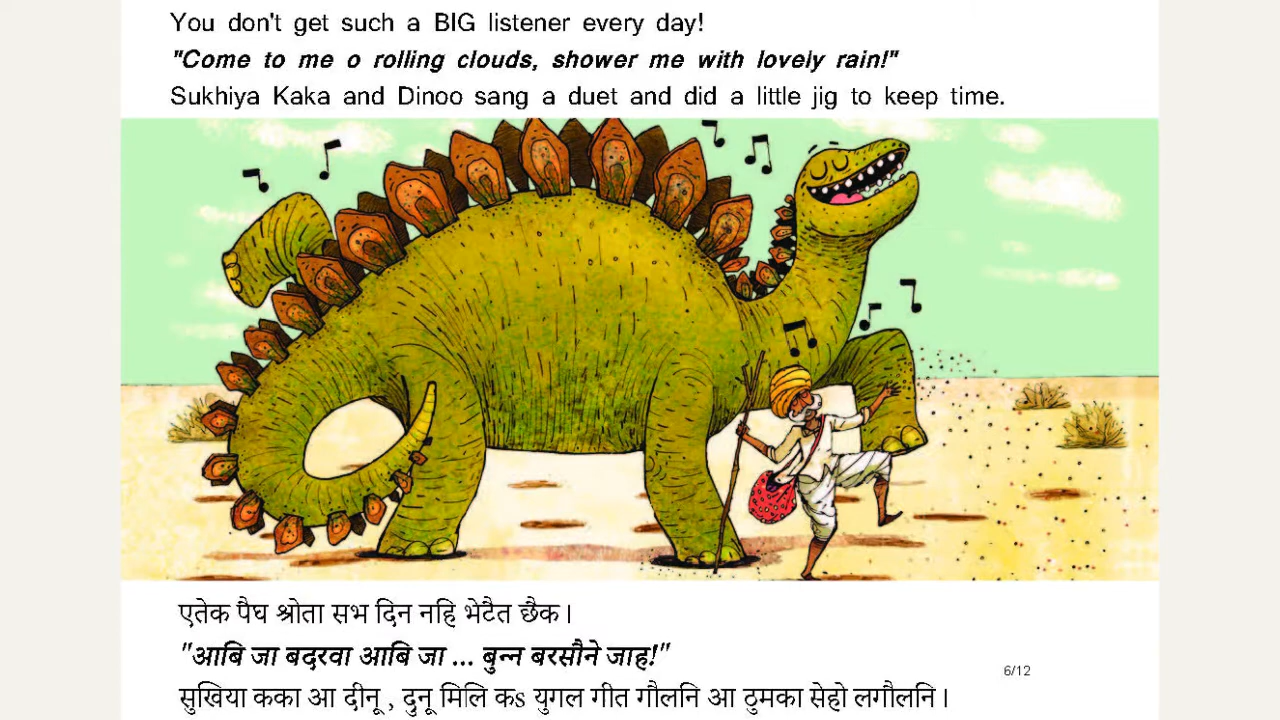 You don't get such a BIG listener every day!
"Come to me o rolling clouds, shower me with lovely rain!"
Sukhiya Kaka and Dinoo sang a duet and did a little jig to keep time.
एतेक पैघ श्रोता सभ दिन नहि भेटैत छैक।
"आबि जा बदरवा आबि जा ... बुन्न बरसौने जाह!"
6/12
सुखिया कका आ दीनू , दुनू मिलि कs युगल गीत गौलनि आ ठुमका सेहो लगौलनि।